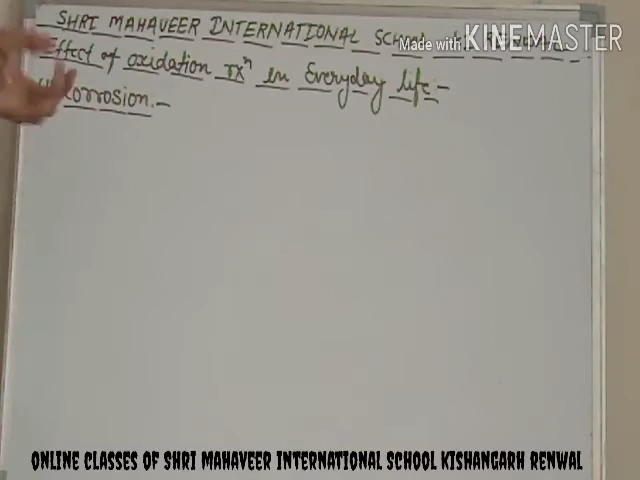 SHRI MAHAVEER INTERNATIONAL SCHOOL
Made with KINEMASTER
Effect of oxidation rxⁿ in Everyday life:-
Corrosion.-
ONLINE CLASSES OF SHRI MAHAVEER INTERNATIONAL SCHOOL KISHANGARH RENWAL